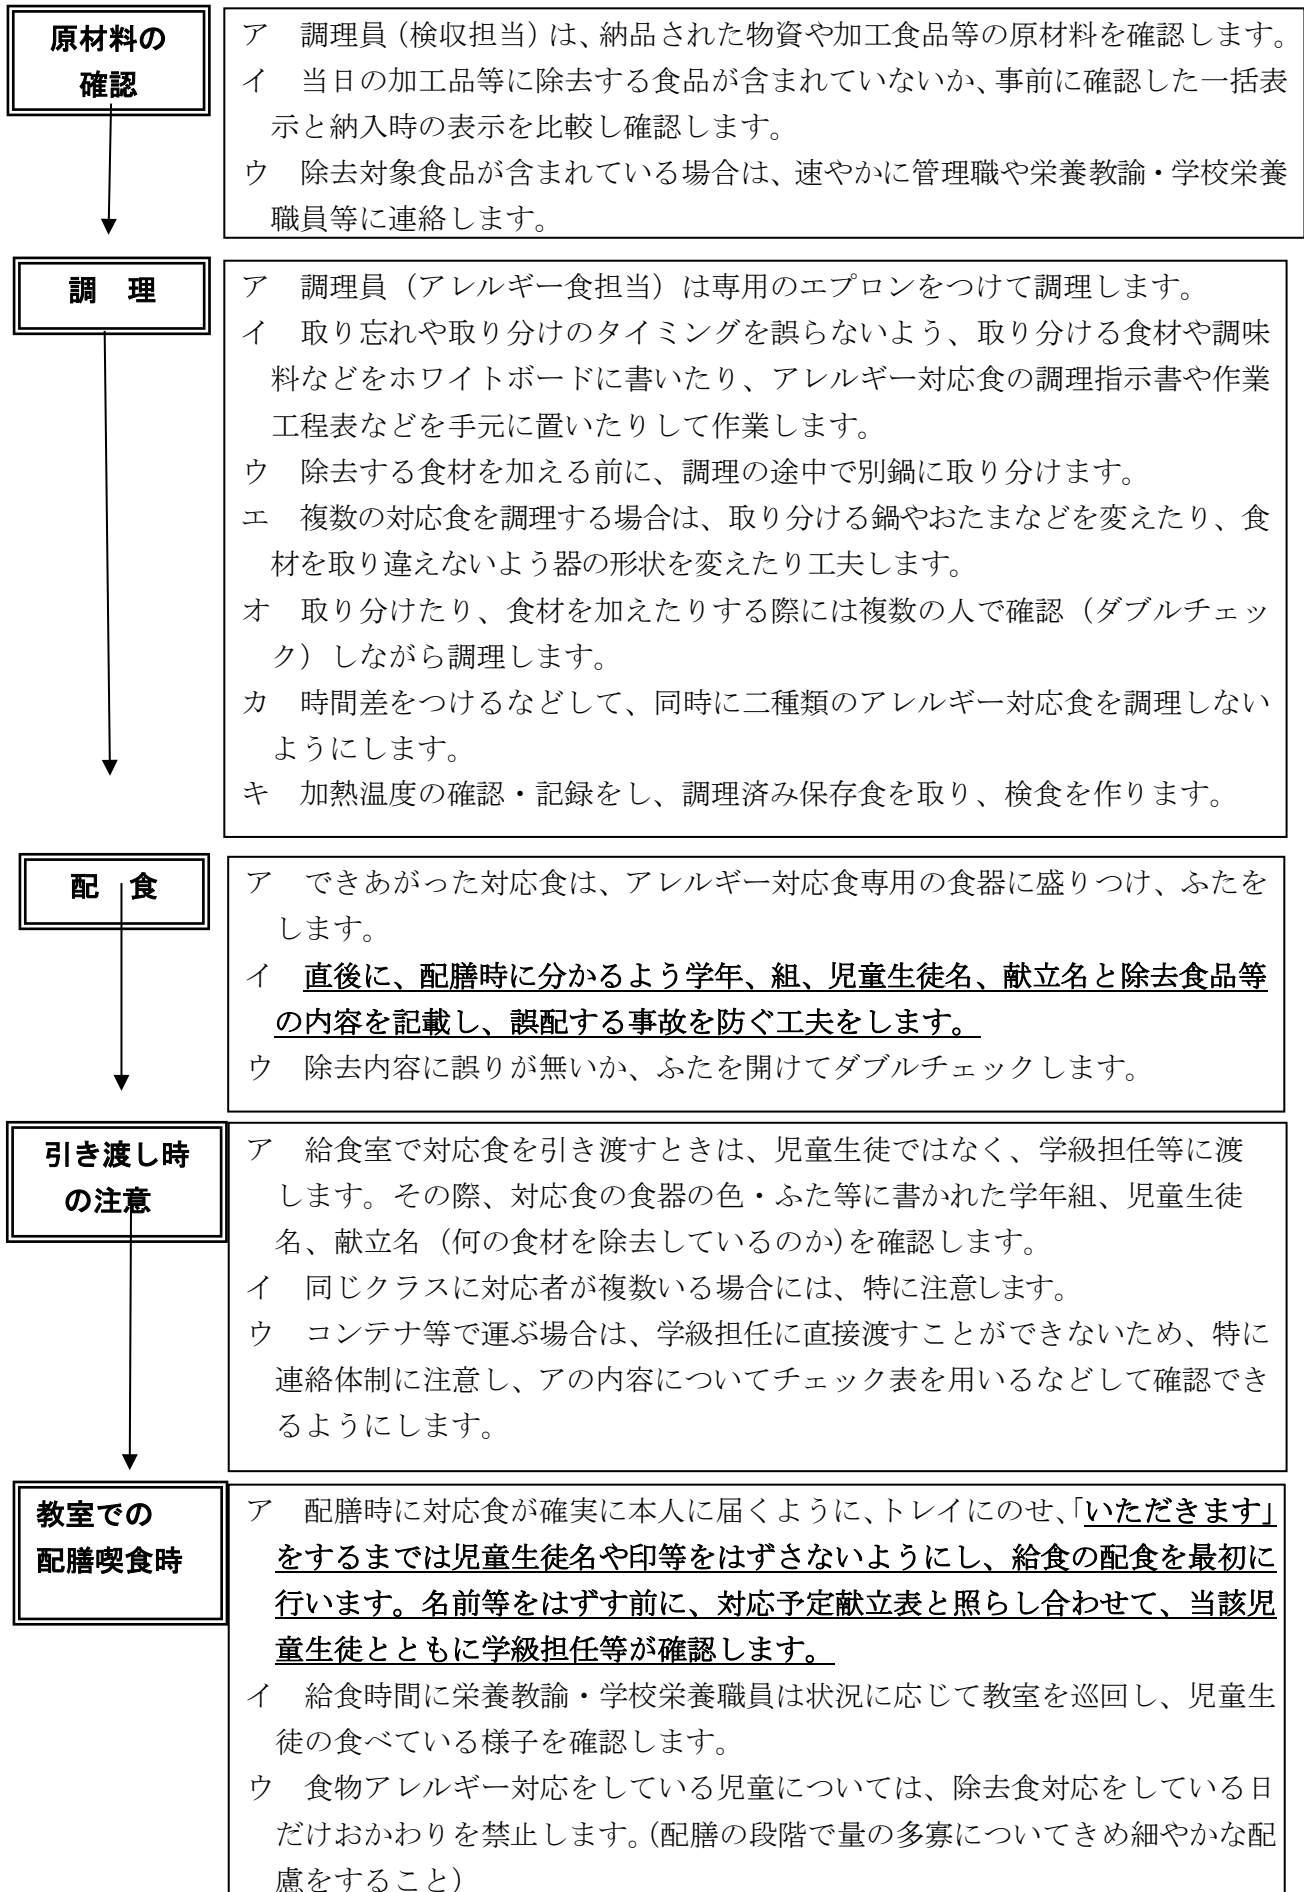 原材料の
確認
ア　調理員（検収担当）は、納品された物資や加工食品等の原材料を確認します。
イ　当日の加工品等に除去する食品が含まれていないか、事前に確認した一括表
示と納入時の表示を比較し確認します。
ウ　除去対象食品が含まれている場合は、速やかに管理職や栄養教諭・学校栄養
職員等に連絡します。
調　理
ア　調理員（アレルギー食担当）は専用のエプロンをつけて調理します。
イ　取り忘れや取り分けのタイミングを誤らないよう、取り分ける食材や調味
料などをホワイトボードに書いたり、アレルギー対応食の調理指示書や作業
工程表などを手元に置いたりして作業します。
ウ　除去する食材を加える前に、調理の途中で別鍋に取り分けます。
エ　複数の対応食を調理する場合は、取り分ける鍋やおたまなどを変えたり、食
材を取り違えないよう器の形状を変えたり工夫します。
オ　取り分けたり、食材を加えたりする際には複数の人で確認（ダブルチェッ
ク）しながら調理します。
カ　時間差をつけるなどして、同時に二種類のアレルギー対応食を調理しない
ようにします。
キ　加熱温度の確認・記録をし、調理済み保存食を取り、検食を作ります。
配　食
ア　できあがった対応食は、アレルギー対応食専用の食器に盛りつけ、ふたを
します。
イ　直後に、配膳時に分かるよう学年、組、児童生徒名、献立名と除去食品等
の内容を記載し、誤配する事故を防ぐ工夫をします。
ウ　除去内容に誤りが無いか、ふたを開けてダブルチェックします。
引き渡し時
の注意
ア　給食室で対応食を引き渡すときは、児童生徒ではなく、学級担任等に渡
します。その際、対応食の食器の色・ふた等に書かれた学年組、児童生徒
名、献立名（何の食材を除去しているのか）を確認します。
イ　同じクラスに対応者が複数いる場合には、特に注意します。
ウ　コンテナ等で運ぶ場合は、学級担任に直接渡すことができないため、特に
連絡体制に注意し、アの内容についてチェック表を用いるなどして確認でき
るようにします。
教室での
配膳喫食時
ア　配膳時に対応食が確実に本人に届くように、トレイにのせ、「いただきます」
をするまでは児童生徒名や印等をはずさないようにし、給食の配食を最初に
行います。名前等をはずす前に、対応予定献立表と照らし合わせて、当該児
童生徒とともに学級担任等が確認します。
イ　給食時間に栄養教諭・学校栄養職員は状況に応じて教室を巡回し、児童生
徒の食べている様子を確認します。
ウ　食物アレルギー対応をしている児童については、除去食対応をしている日
だけおかわりを禁止します。（配膳の段階で量の多寡についてきめ細やかな配
慮をすること）